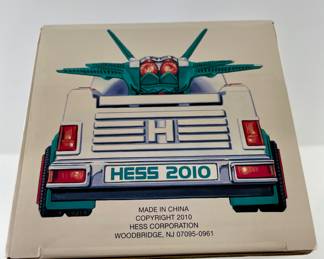 H
HESS 2010
MADE IN CHINA
COPYRIGHT 2010
HESS CORPORATION
WOODBRIDGE, NJ 07095-0961